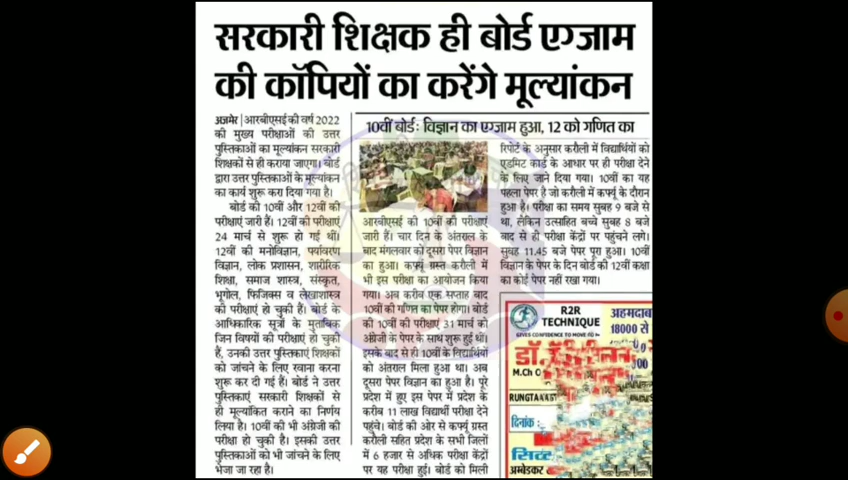 सरकारी शिक्षक ही बोर्ड एग्जाम
की कॉपियों का करेंगे मूल्यांकन
अजमेर | आरबीएसई की वर्ष 2022
की मुख्य परीक्षाओं की उत्तर
पुस्तिकाओं का मूल्यांकन सरकारी
शिक्षकों से ही कराया जाएगा। बोर्ड
द्वारा उत्तर पुस्तिकाओं के मूल्यांकन
का कार्य शुरू करा दिया गया है।
बोर्ड की 10वीं और 12वीं की
परीक्षाएं जारी हैं। 12वीं की परीक्षाएं
24 मार्च से शुरू हो गई थीं।
12वीं की मनोविज्ञान, पर्यावरण
विज्ञान, लोक प्रशासन, शारीरिक
शिक्षा, समाज शास्त्र, संस्कृत,
भूगोल, फिजिक्स व लेखाशास्त्र
की परीक्षाएं हो चुकी हैं। बोर्ड के
आधिकारिक सूत्रों के मुताबिक
जिन विषयों की परीक्षाएं हो चुकी
हैं, उनकी उत्तर पुस्तिकाएं शिक्षकों
को जांचने के लिए रवाना करना
शुरू कर दी गई हैं। बोर्ड ने उत्तर
पुस्तिकाएं सरकारी शिक्षकों से
ही मूल्यांकित कराने का निर्णय
लिया है। 10वीं की भी अंग्रेजी की
परीक्षा हो चुकी है। इसकी उत्तर
पुस्तिकाओं को भी जांचने के लिए
भेजा जा रहा है।
10वीं बोर्ड: विज्ञान का एग्जाम हुआ, 12 को गणित का
आरबीएसई की 10वीं की परीक्षाएं
जारी हैं। चार दिन के अंतराल के
बाद मंगलवार को दूसरा पेपर विज्ञान
का हुआ। कर्फ्यू ग्रस्त करौली में
भी इस परीक्षा का आयोजन किया
गया। अब करीब एक सप्ताह बाद
10वीं की गणित का पेपर होगा। बोर्ड
की 10वीं की परीक्षाएं 31 मार्च को
अंग्रेजी के पेपर के साथ शुरू हुई थीं।
इसके बाद से ही 10वीं के विद्यार्थियों
को अंतराल मिला हुआ था। अब
दूसरा पेपर विज्ञान का हुआ है। पूरे
प्रदेश में हुए इस पेपर में प्रदेश के
करीब 11 लाख विद्यार्थी परीक्षा देने
पहुंचे। बोर्ड की ओर से कर्फ्यू ग्रस्त
करौली सहित प्रदेश के सभी जिलों
में 6 हजार से अधिक परीक्षा केंद्रों
पर यह परीक्षा हुई। बोर्ड को मिली
रिपोर्ट के अनुसार करौली में विद्यार्थियों को
एडमिट कार्ड के आधार पर ही परीक्षा देने
के लिए जाने दिया गया। 10वीं का यह
पहला पेपर है जो करौली में कर्फ्यू के दौरान
हुआ है। परीक्षा का समय सुबह 9 बजे से
था, लेकिन उत्साहित बच्चे सुबह 8 बजे
बाद से ही परीक्षा केंद्रों पर पहुंचने लगे।
सुबह 11.45 बजे पेपर पूरा हुआ। 10वीं
विज्ञान के पेपर के दिन बोर्ड की 12वीं कक्षा
का कोई पेपर नहीं रखा गया।
R2R
TECHNIQUE
GIVES CONFIDENCE TO MOVE
अहमदाब
18000 से
डॉ.
M.Ch O
RUNGTA
दिनांक:
अम्बेडकर